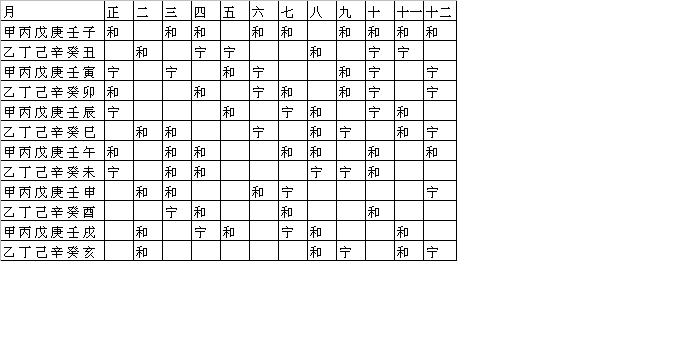 月 正 二 三 四 五 六 七 八 九 十 十一 十二
甲丙戊庚壬子 和 和 和 和 和 和 和 和 和
乙丁己辛癸丑 和 宁 宁 和 宁 宁
甲丙戊庚壬寅 宁 宁 和 宁 和 宁 宁
乙丁己辛癸卯 和 和 宁 和 和 宁 宁
甲丙戊庚壬辰 宁 和 宁 和 宁 和
乙丁己辛癸巳 和 和 宁 和 宁 和 宁
甲丙戊庚壬午 和 和 和 和 和 和 和
乙丁己辛癸未 宁 和 和 宁 宁 和
甲丙戊庚壬申 和 和 和 宁 宁
乙丁己辛癸酉 宁 和 和 和
甲丙戊庚壬戌 和 宁 和 宁 和 和
乙丁己辛癸亥 和 和 宁 和 宁